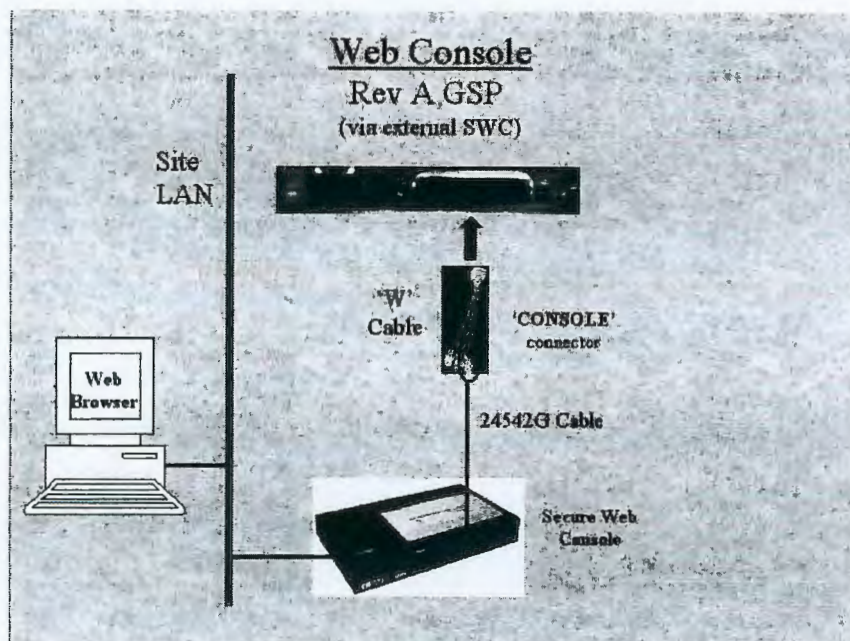 Web Console
Rev A GSP
(via external SWC)
Site
LAN
'W'
Cable
'CONSOLE'
connector
Web
Browser
24542G Cable
Secure Web
Console